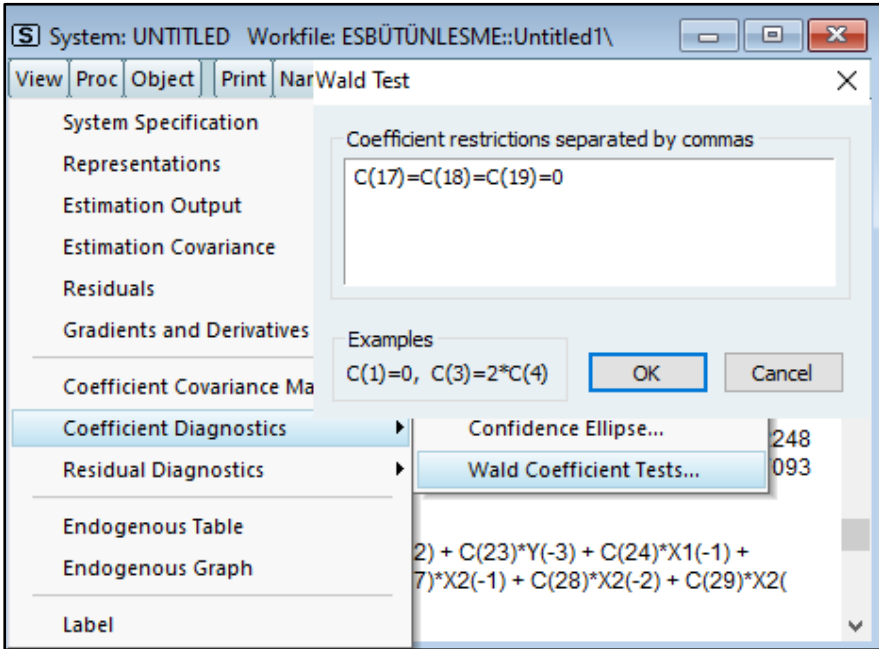 S System: UNTITLED Workfile: ESBÜTÜNLESME::Untitled1\
View Proc Object Print Nar
Wald Test
System Specification
Representations
Estimation Output
Estimation Covariance
Residuals
Gradients and Derivatives
Coefficient Covariance Ma
Coefficient Diagnostics
Residual Diagnostics
Endogenous Table
Endogenous Graph
Label
Coefficient restrictions separated by commas
C(17)=C(18)=C(19)=0
Examples
C(1)=0, C(3)=2*C(4)
OK
Cancel
Confidence Ellipse...
Wald Coefficient Tests...
248
093
2) + C(23)*Y(-3) + C(24)*X1(-1) +
7)*X2(-1) + C(28)*X2(-2) + C(29)*X2(